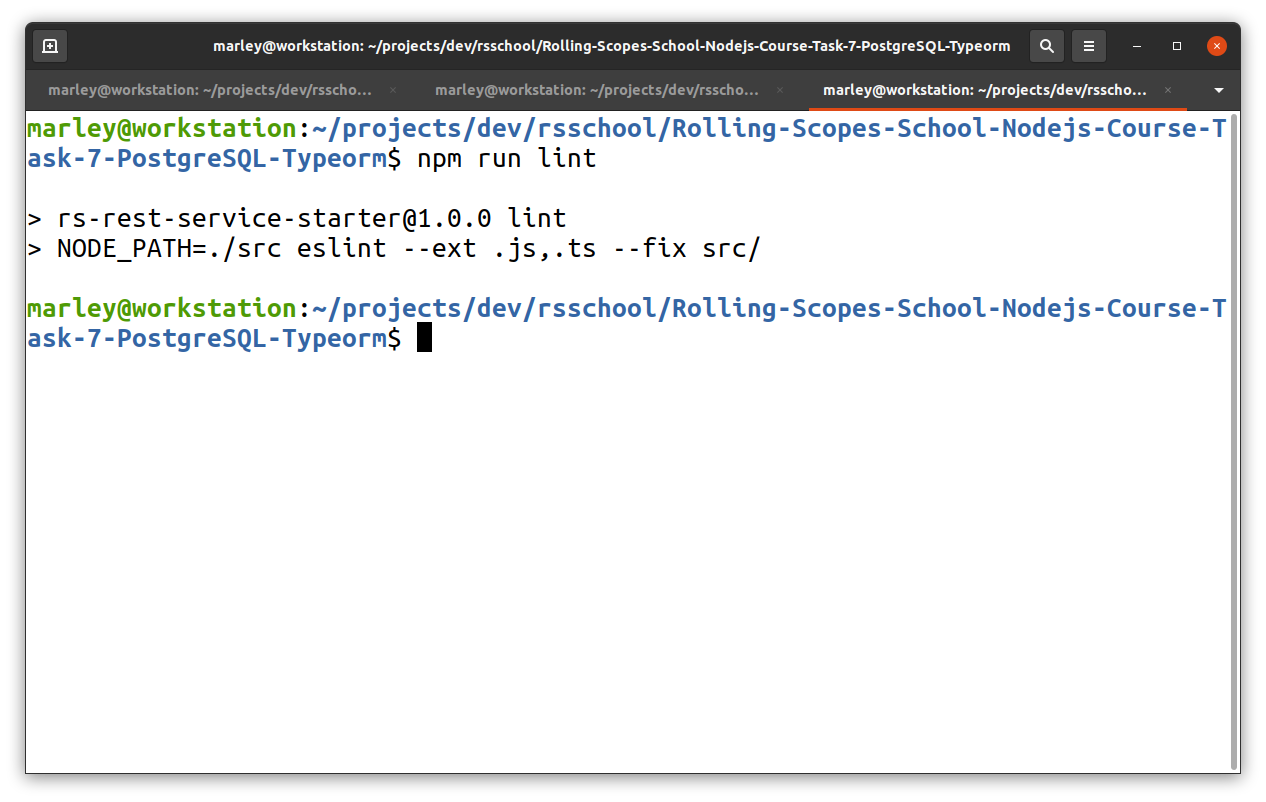 marley@workstation: ~/projects/dev/rsschool/Rolling-Scopes-School-Nodejs-Course-Task-7-PostgreSQL-Typeorm
marley@workstation: ~/projects/dev/rsscho... marley@workstation: ~/projects/dev/rsscho... marley@workstation: ~/projects/dev/rsscho...
marley@workstation:~/projects/dev/rsschool/Rolling-Scopes-School-Nodejs-Course-T
ask-7-PostgreSQL-Typeorm$ npm run lint
> rs-rest-service-starter@1.0.0 lint
> NODE_PATH=./src eslint --ext .js,.ts --fix src/
marley@workstation:~/projects/dev/rsschool/Rolling-Scopes-School-Nodejs-Course-T
ask-7-PostgreSQL-Typeorm$